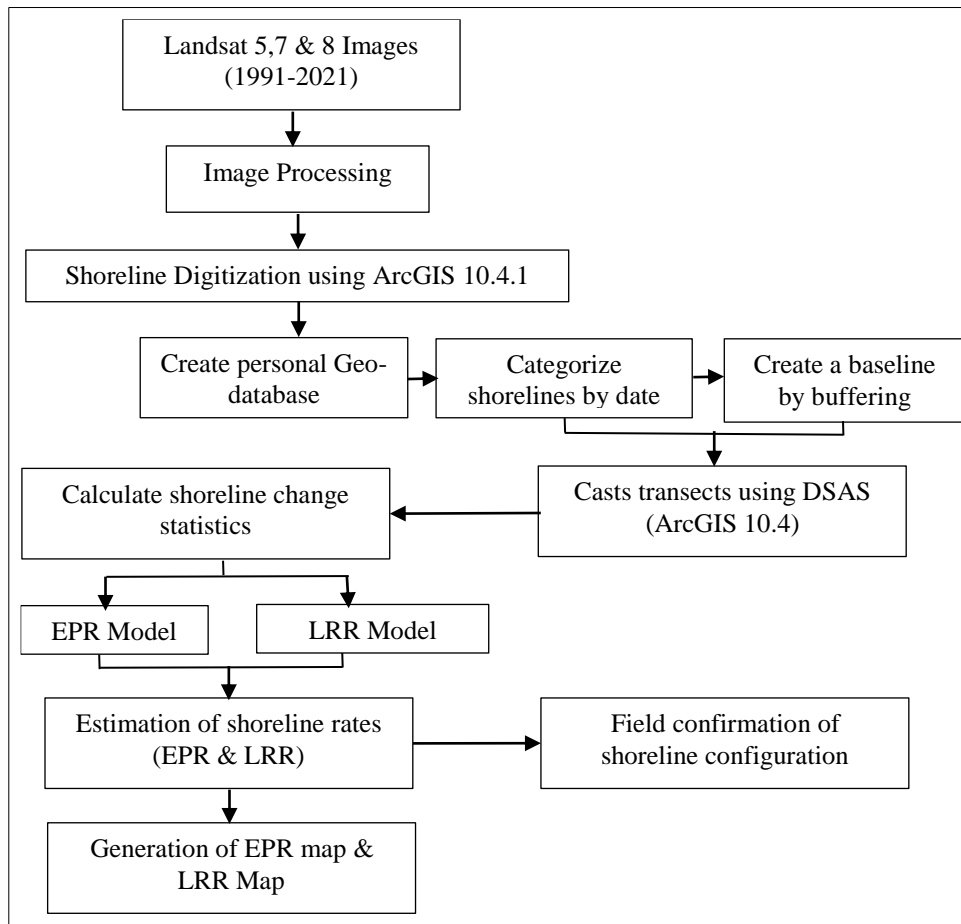 Landsat 5,7 & 8 Images
(1991-2021)
Image Processing
Shoreline Digitization using ArcGIS 10.4.1
Create personal Geo-
database
Categorize
shorelines by date
Create a baseline
by buffering
Calculate shoreline change
statistics
Casts transects using DSAS
(ArcGIS 10.4)
EPR Model
LRR Model
Estimation of shoreline rates
(EPR & LRR)
Field confirmation of
shoreline configuration
Generation of EPR map &
LRR Map